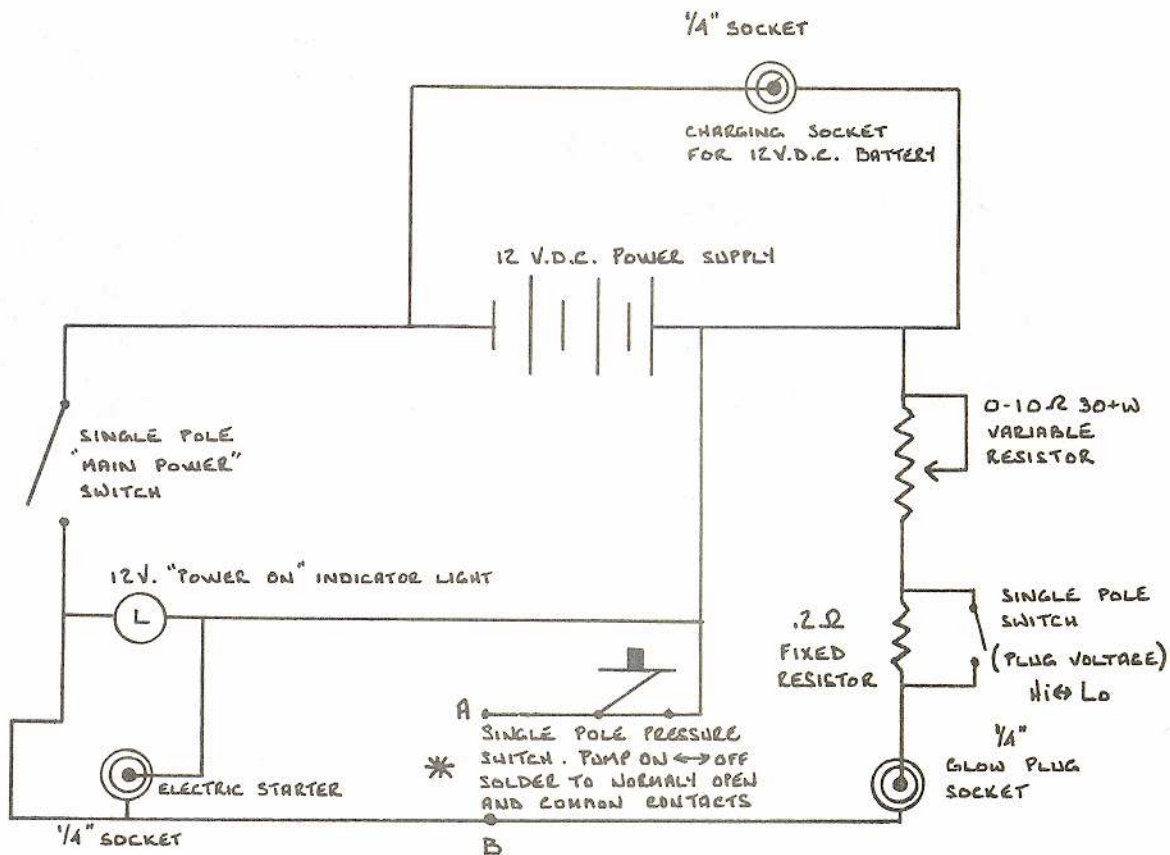 1/4" SOCKET
CHARGING SOCKET
FOR 12V.D.C. BATTERY
12 V.D.C. POWER SUPPLY
SINGLE POLE
"MAIN POWER"
SWITCH
0-10Ω 30+W
VARIABLE
RESISTOR
12V. "POWER ON" INDICATOR LIGHT
L
.2Ω
FIXED
RESISTOR
SINGLE POLE
SWITCH
(PLUG VOLTAGE)
Hi↔Lo
A
SINGLE POLE PRESSURE
* SWITCH. PUMP ON ↔ OFF
SOLDER TO NORMALY OPEN
AND COMMON CONTACTS
1/4"
GLOW PLUG
SOCKET
ELECTRIC STARTER
1/4" SOCKET
B